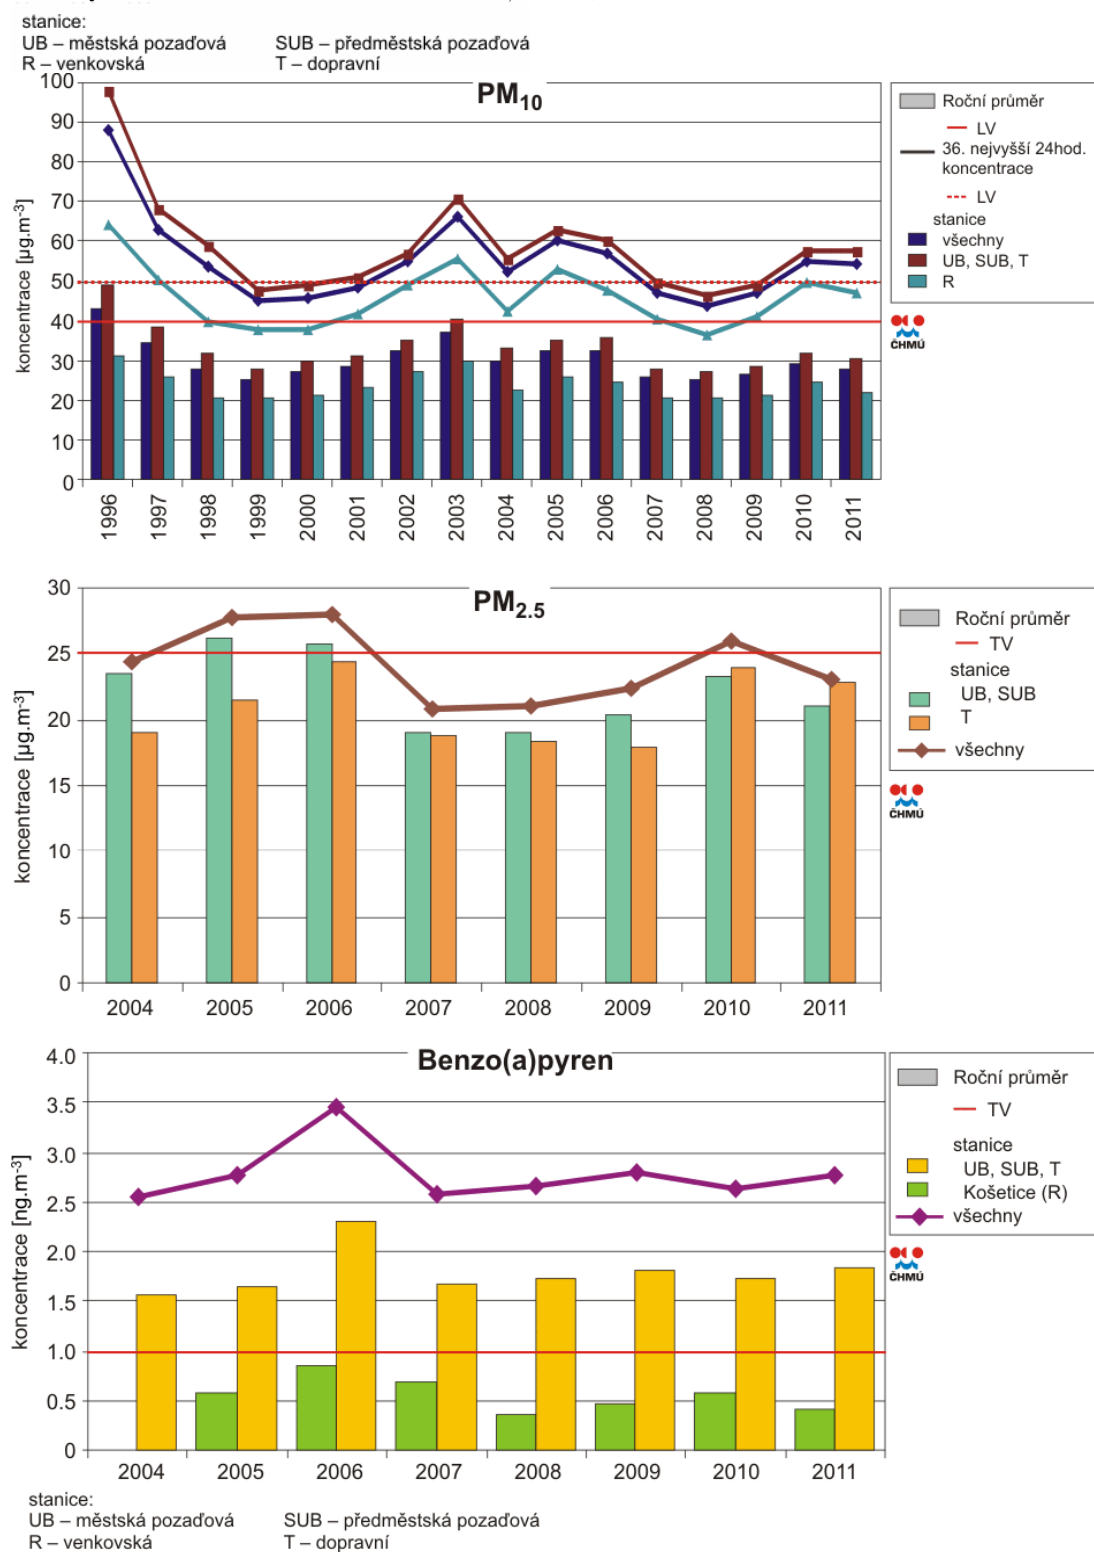 stanice:
UB – městská pozaďová SUB – předměstská pozaďová
R – venkovská T – dopravní
PM10
koncentrace [µg.m-3]
100
90
80
70
60
50
40
30
20
10
0
1996 1997 1998 1999 2000 2001 2002 2003 2004 2005 2006 2007 2008 2009 2010 2011
Roční průměr
LV
36. nejvyšší 24hod.
koncentrace
LV
stanice
všechny
UB, SUB, T
R
ČHMÚ
PM2.5
koncentrace [µg.m-3]
30
25
20
15
10
5
0
2004 2005 2006 2007 2008 2009 2010 2011
Roční průměr
TV
stanice
UB, SUB
T
všechny
ČHMÚ
Benzo(a)pyren
koncentrace [ng.m-3]
4.0
3.5
3.0
2.5
2.0
1.5
1.0
0.5
0
2004 2005 2006 2007 2008 2009 2010 2011
Roční průměr
TV
stanice
UB, SUB, T
Košetice (R)
všechny
ČHMÚ
stanice:
UB – městská pozaďová SUB – předměstská pozaďová
R – venkovská T – dopravní